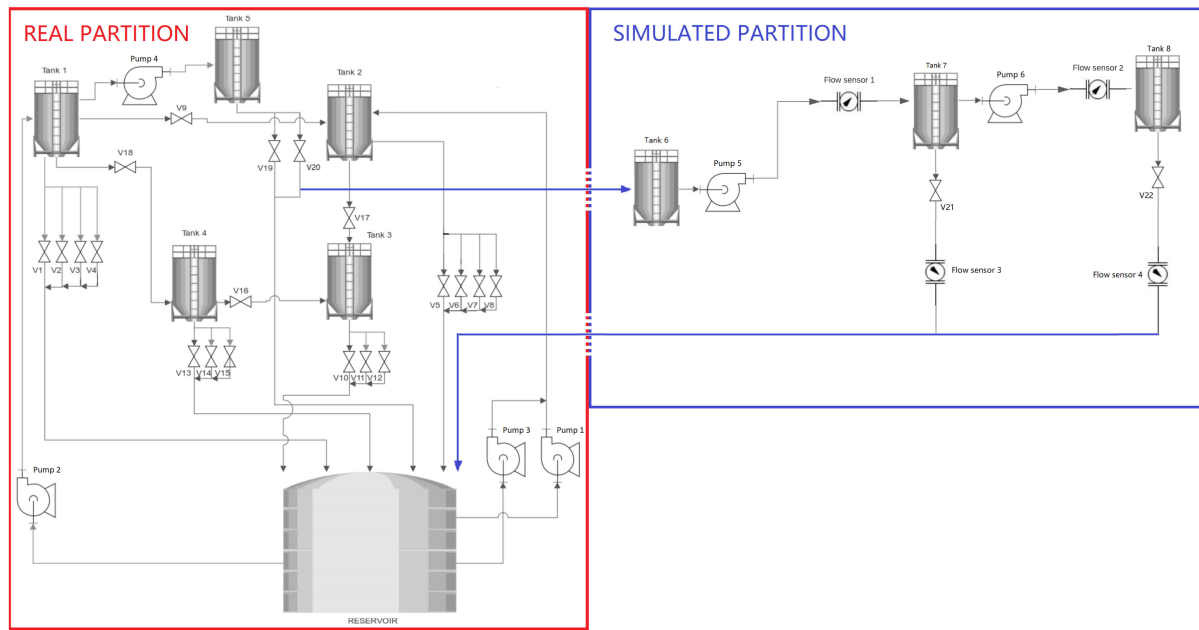 REAL PARTITION
SIMULATED PARTITION
Tank 5
Pump 4
Tank 1
Tank 2
V9
V18
V19
V20
V17
Tank 4
Tank 3
V1
V2
V3
V4
V16
V5
V6
V7
V8
V13
V14
V15
V10
V11
V12
Pump 2
Pump 3
Pump 1
RESERVOIR
Tank 6
Pump 5
Flow sensor 1
Tank 7
Pump 6
Flow sensor 2
Tank 8
V21
V22
Flow sensor 3
Flow sensor 4